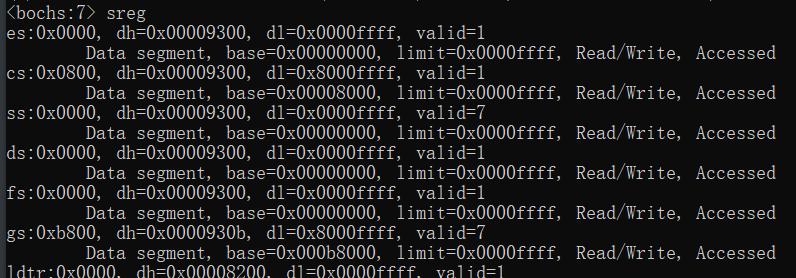 <bochs:7> sreg
es:0x0000, dh=0x00009300, dl=0x0000ffff, valid=1
Data segment, base=0x00000000, limit=0x0000ffff, Read/Write, Accessed
cs:0x0800, dh=0x00009300, dl=0x8000ffff, valid=1
Data segment, base=0x00008000, limit=0x0000ffff, Read/Write, Accessed
ss:0x0000, dh=0x00009300, dl=0x0000ffff, valid=7
Data segment, base=0x00000000, limit=0x0000ffff, Read/Write, Accessed
ds:0x0000, dh=0x00009300, dl=0x0000ffff, valid=1
Data segment, base=0x00000000, limit=0x0000ffff, Read/Write, Accessed
fs:0x0000, dh=0x00009300, dl=0x0000ffff, valid=1
Data segment, base=0x00000000, limit=0x0000ffff, Read/Write, Accessed
gs:0xb800, dh=0x0000930b, dl=0x8000ffff, valid=7
Data segment, base=0x000b8000, limit=0x0000ffff, Read/Write, Accessed
ldtr:0x0000, dh=0x00008200, dl=0x0000ffff, valid=1